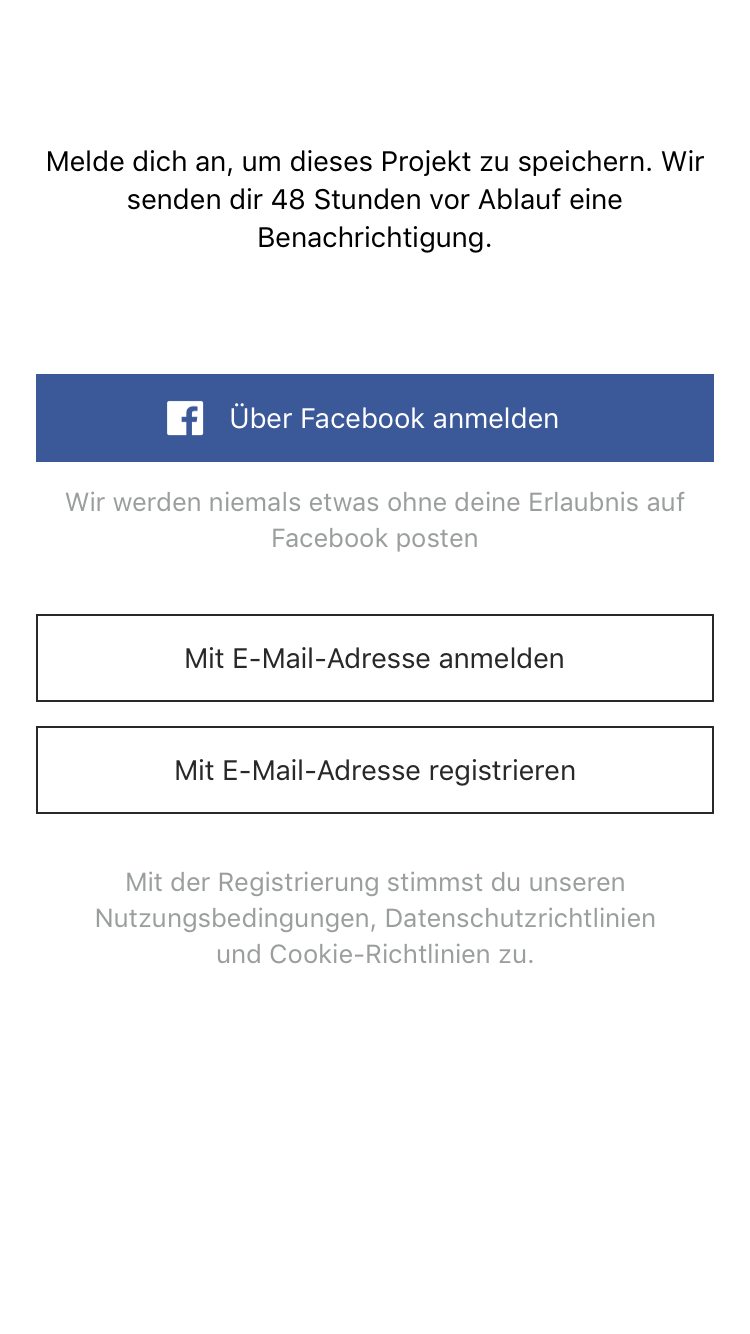 Melde dich an, um dieses Projekt zu speichern. Wir
senden dir 48 Stunden vor Ablauf eine
Benachrichtigung.
Über Facebook anmelden
Wir werden niemals etwas ohne deine Erlaubnis auf
Facebook posten
Mit E-Mail-Adresse anmelden
Mit E-Mail-Adresse registrieren
Mit der Registrierung stimmst du unseren
Nutzungsbedingungen, Datenschutzrichtlinien
und Cookie-Richtlinien zu.